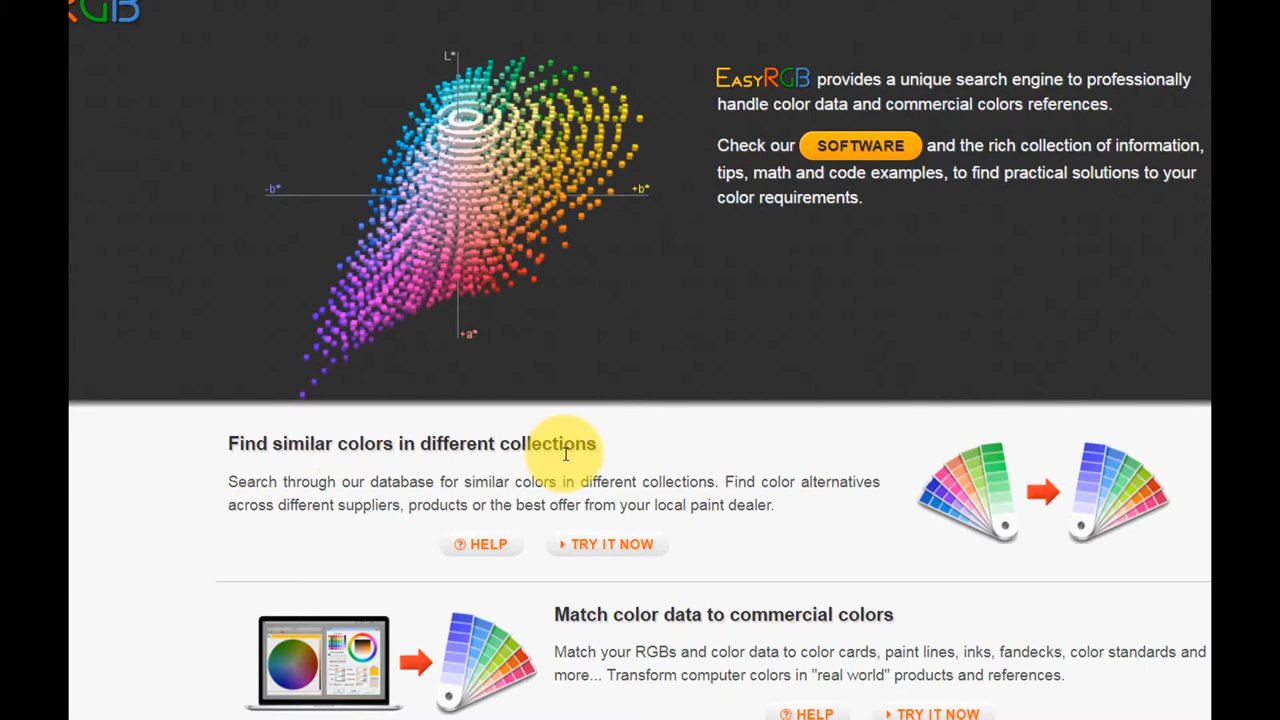 RGB
L*
-b*
+b*
+a*
EASYRGB provides a unique search engine to professionally
handle color data and commercial colors references.
Check our SOFTWARE and the rich collection of information,
tips, math and code examples, to find practical solutions to your
color requirements.
Find similar colors in different collections
Search through our database for similar colors in different collections. Find color alternatives
across different suppliers, products or the best offer from your local paint dealer.
HELP TRY IT NOW
Match color data to commercial colors
Match your RGBs and color data to color cards, paint lines, inks, fandecks, color standards and
more... Transform computer colors in "real world" products and references.
HELP TRY IT NOW